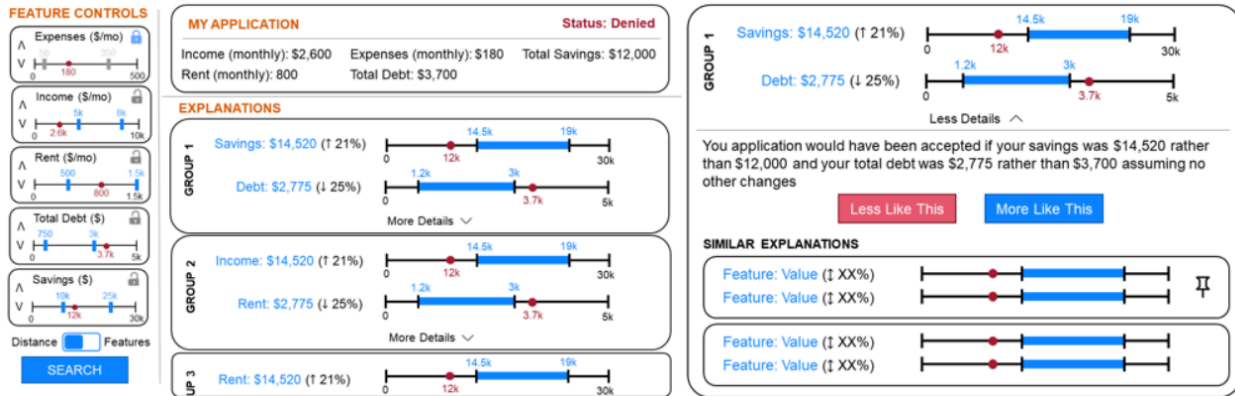 FEATURE CONTROLS
Expenses ($/mo)
50 350
0 180 500
Income ($/mo)
5k 8k
0 2.6k 10k
Rent ($/mo)
500 1.5k
0 800 1.5k
Total Debt ($)
750 3k
0 3.7k 5k
Savings ($)
10k 25k
0 12k 30k
Distance Features
SEARCH
MY APPLICATION Status: Denied
Income (monthly): $2,600 Expenses (monthly): $180 Total Savings: $12,000
Rent (monthly): 800 Total Debt: $3,700
EXPLANATIONS
GROUP 1
Savings: $14,520 (↑ 21%) 14.5k 19k
0 12k 30k
Debt: $2,775 (↓ 25%) 1.2k 3k
0 3.7k 5k
More Details
GROUP 2
Income: $14,520 (↑ 21%) 14.5k 19k
0 12k 30k
Rent: $2,775 (↓ 25%) 1.2k 3k
0 3.7k 5k
More Details
UP 3
Rent: $14,520 (↑ 21%) 14.5k 19k
0 12k 30k
GROUP 1
Savings: $14,520 (↑ 21%) 14.5k 19k
0 12k 30k
Debt: $2,775 (↓ 25%) 1.2k 3k
0 3.7k 5k
Less Details
You application would have been accepted if your savings was $14,520 rather
than $12,000 and your total debt was $2,775 rather than $3,700 assuming no
other changes
Less Like This More Like This
SIMILAR EXPLANATIONS
Feature: Value (↕ XX%)
Feature: Value (↕ XX%)
Feature: Value (↕ XX%)
Feature: Value (↕ XX%)